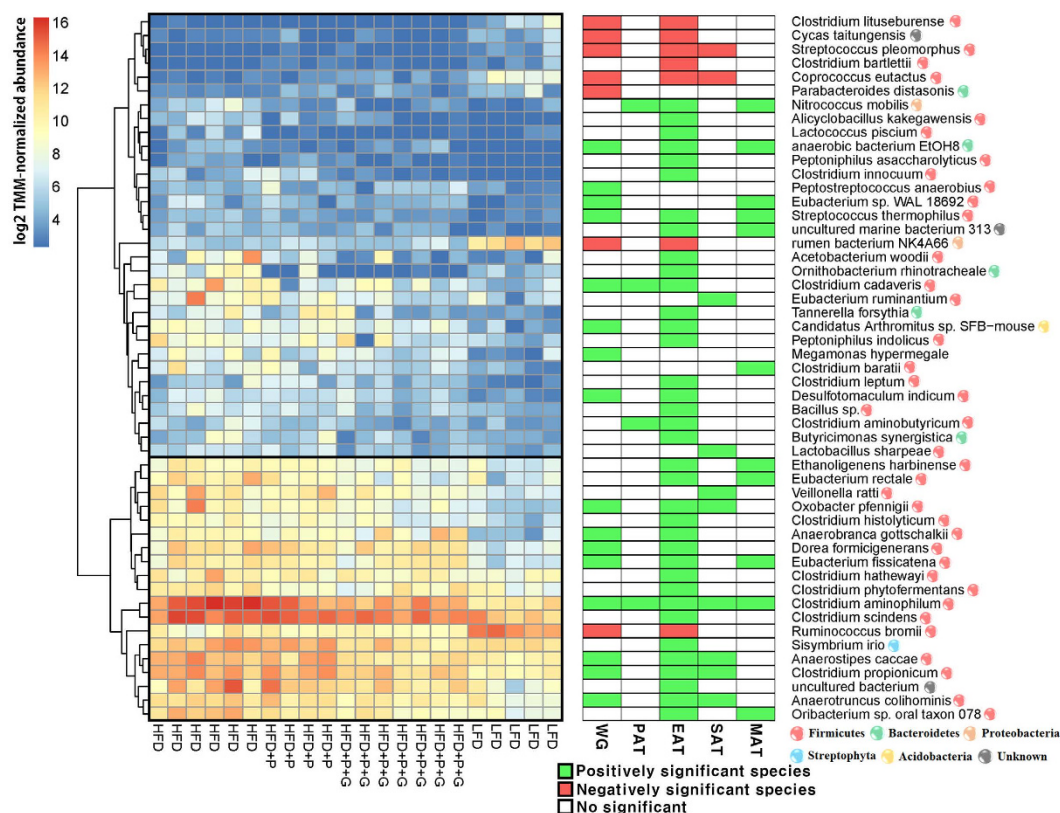 log2 TMM-normalized abundance
16
14
12
10
8
6
4
Clostridium lituseburense
Cycas taitungensis
Streptococcus pleomorphus
Clostridium bartlettii
Coprococcus eutactus
Parabacteroides distasonis
Nitrococcus mobilis
Alicyclobacillus kakegawensis
Lactococcus piscium
anaerobic bacterium EtOH8
Peptoniphilus asaccharolyticus
Clostridium innocuum
Peptostreptococcus anaerobius
Eubacterium sp. WAL 18692
Streptococcus thermophilus
uncultured marine bacterium 313
rumen bacterium NK4A66
Acetobacterium woodii
Ornithobacterium rhinotracheale
Clostridium cadaveris
Eubacterium ruminantium
Tannerella forsythia
Candidatus Arthromitus sp. SFB−mouse
Peptoniphilus indolicus
Megamonas hypermegale
Clostridium baratii
Clostridium leptum
Desulfotomaculum indicum
Bacillus sp.
Clostridium aminobutyricum
Butyricimonas synergistica
Lactobacillus sharpeae
Ethanoligenens harbinense
Eubacterium rectale
Veillonella ratti
Oxobacter pfennigii
Clostridium histolyticum
Anaerobranca gottschalkii
Dorea formicigenerans
Eubacterium fissicatena
Clostridium hathewayi
Clostridium phytofermentans
Clostridium aminophilum
Clostridium scindens
Ruminococcus bromii
Sisymbrium irio
Anaerostipes caccae
Clostridium propionicum
uncultured bacterium
Anaerotruncus colihominis
Oribacterium sp. oral taxon 078
HFD
HFD
HFD
HFD
HFD
HFD
HFD+P
HFD+P
HFD+P
HFD+P
HFD+P+G
HFD+P+G
HFD+P+G
HFD+P+G
HFD+P+G
HFD+P+G
HFD+P+G
LFD
LFD
LFD
LFD
LFD
WG
PAT
EAT
SAT
MAT
Firmicutes
Bacteroidetes
Proteobacteria
Streptophyta
Acidobacteria
Unknown
Positively significant species
Negatively significant species
No significant